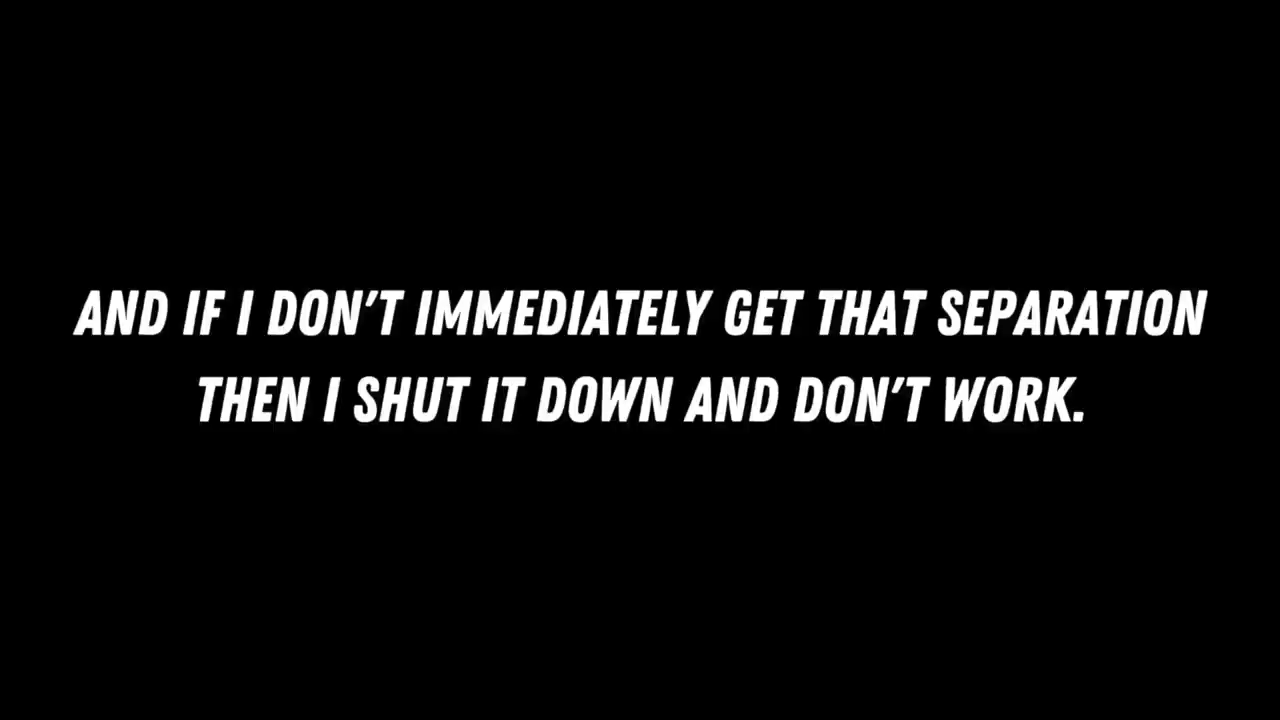 AND IF I DON'T IMMEDIATELY GET THAT SEPARATION
THEN I SHUT IT DOWN AND DON'T WORK.